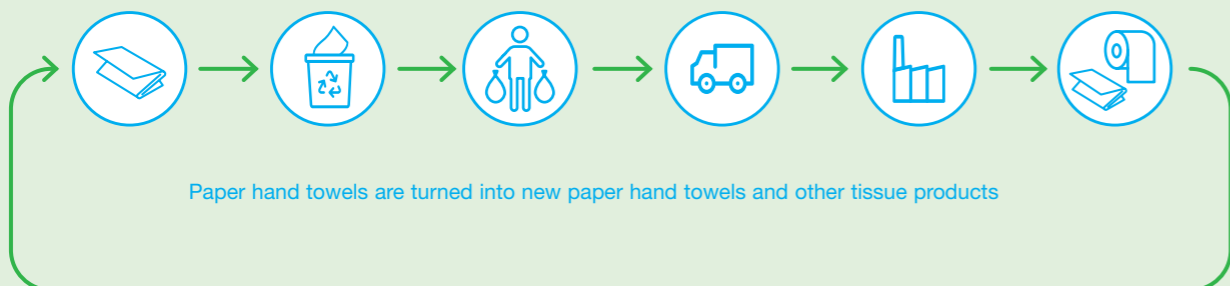 Paper hand towels are turned into new paper hand towels and other tissue products